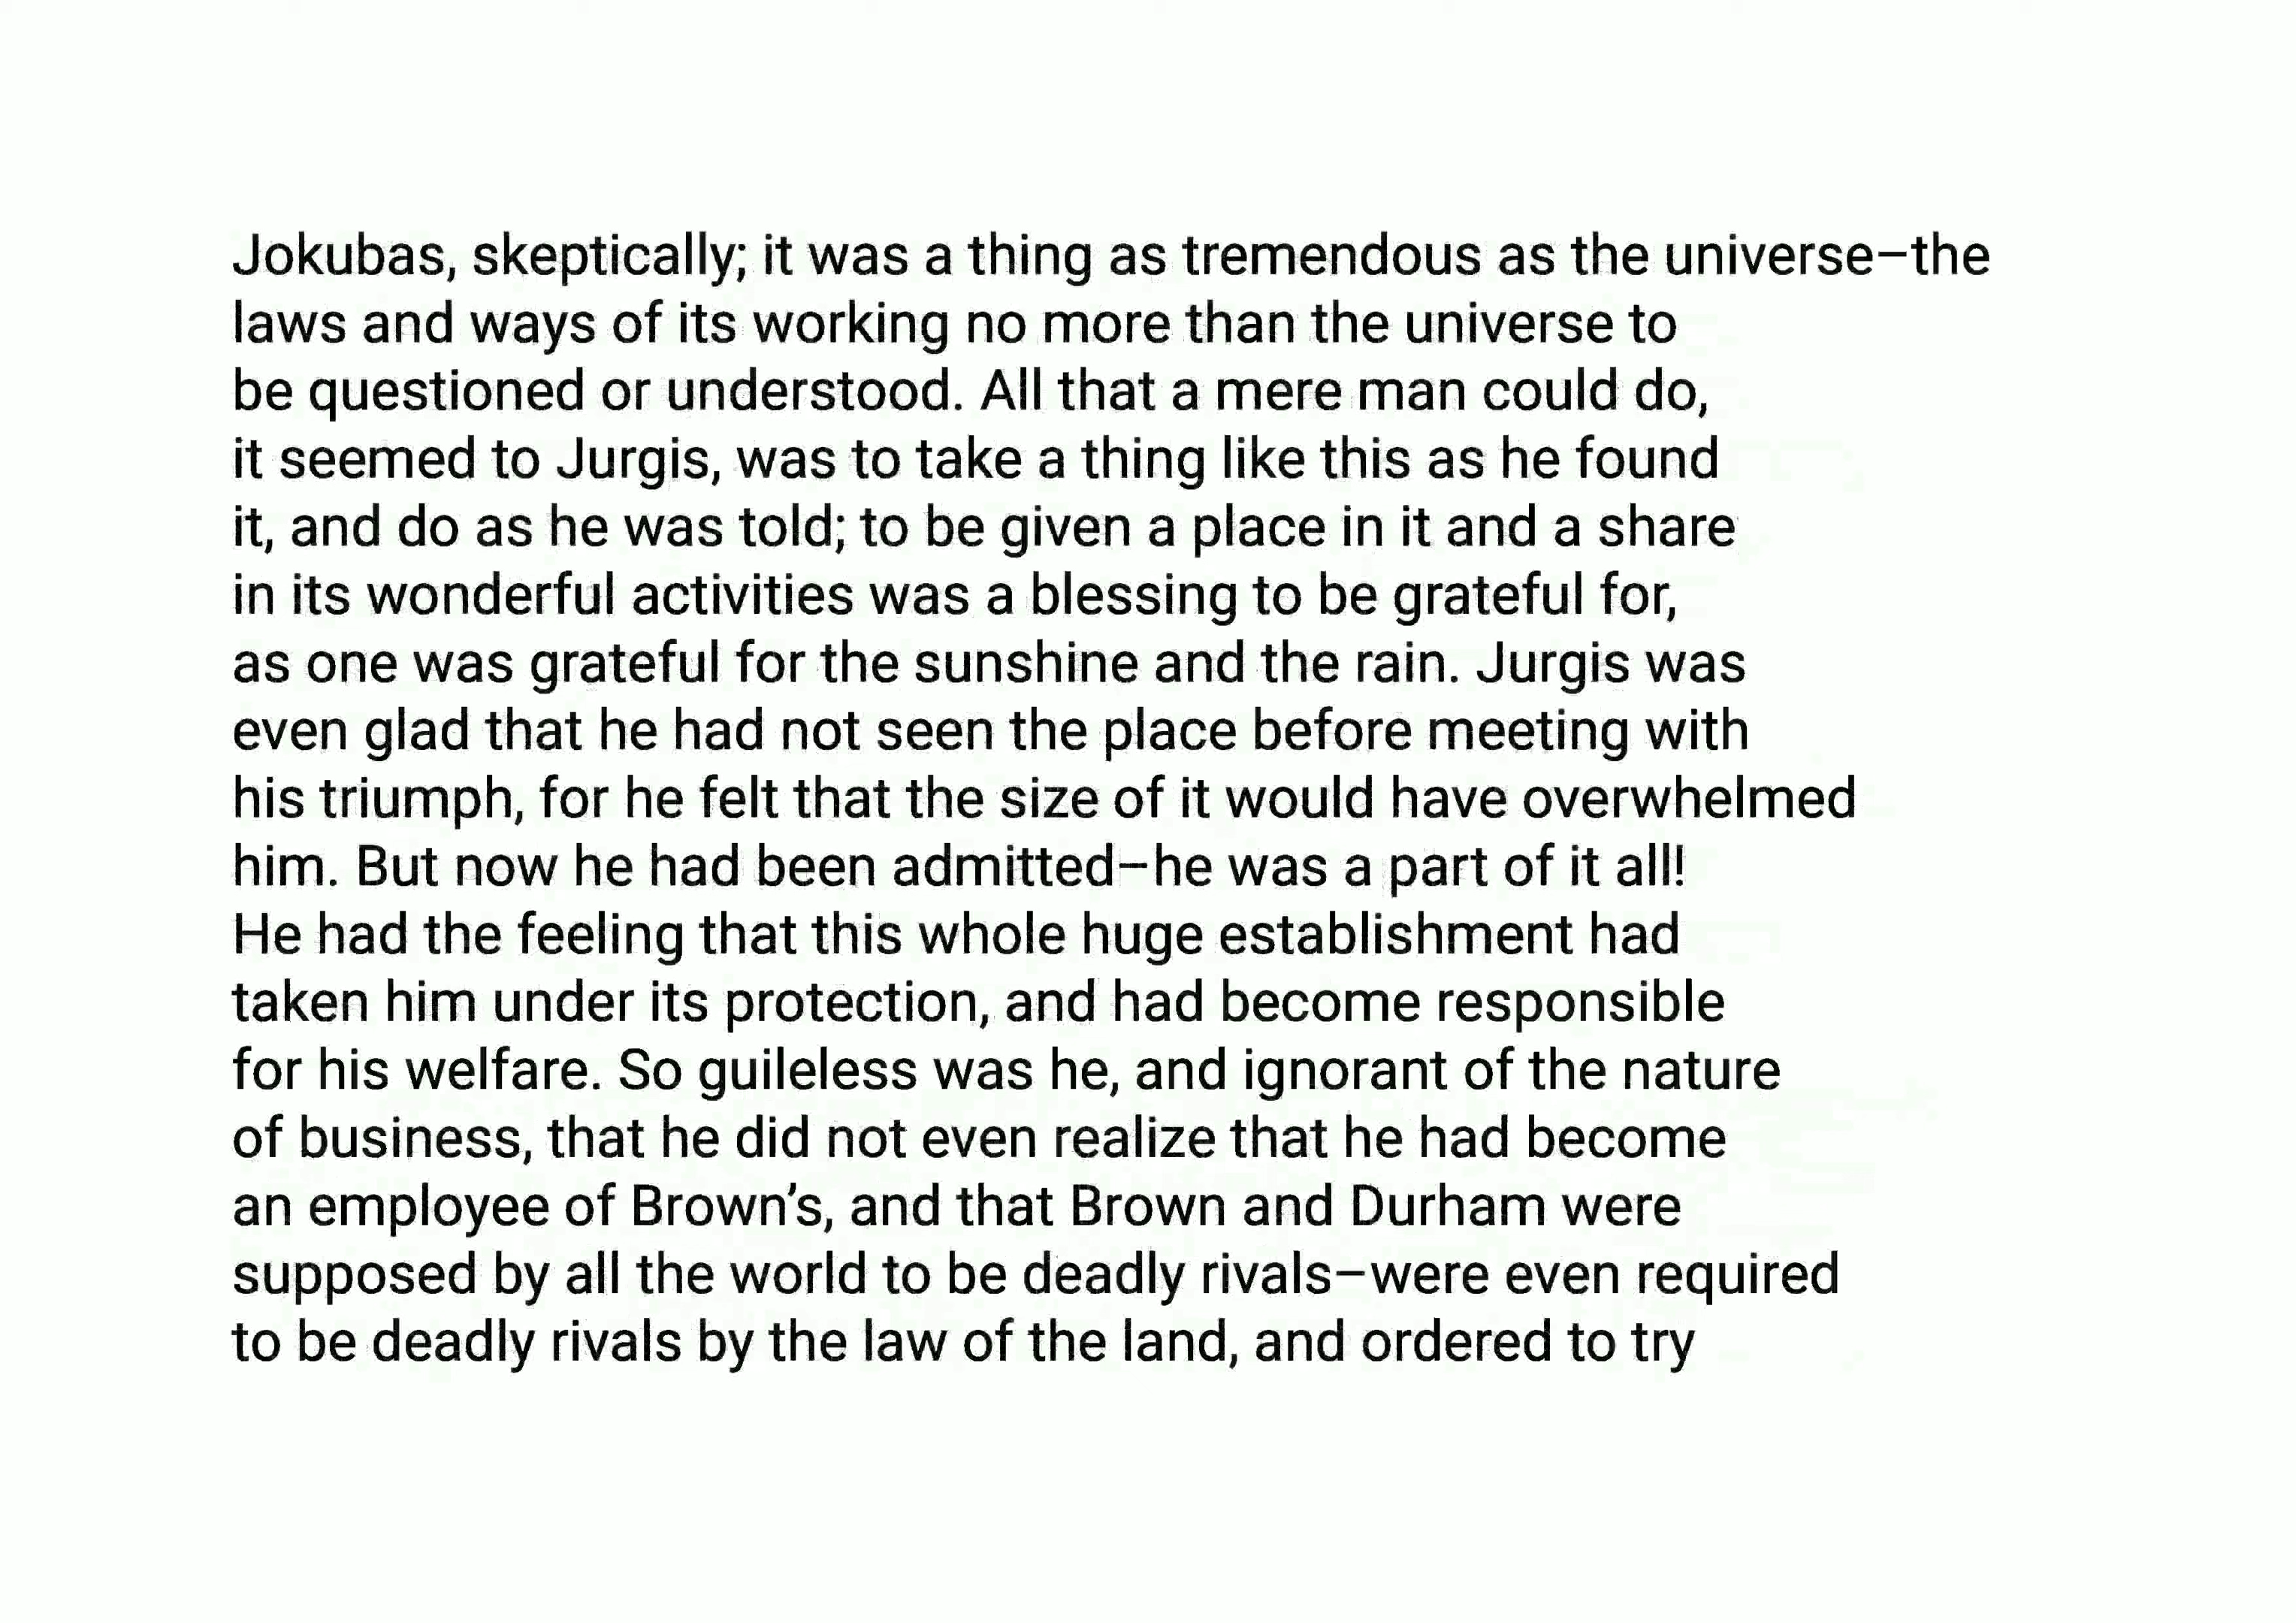 Jokubas, skeptically; it was a thing as tremendous as the universe–the
laws and ways of its working no more than the universe to
be questioned or understood. All that a mere man could do,
it seemed to Jurgis, was to take a thing like this as he found
it, and do as he was told; to be given a place in it and a share
in its wonderful activities was a blessing to be grateful for,
as one was grateful for the sunshine and the rain. Jurgis was
even glad that he had not seen the place before meeting with
his triumph, for he felt that the size of it would have overwhelmed
him. But now he had been admitted–he was a part of it all!
He had the feeling that this whole huge establishment had
taken him under its protection, and had become responsible
for his welfare. So guileless was he, and ignorant of the nature
of business, that he did not even realize that he had become
an employee of Brown’s, and that Brown and Durham were
supposed by all the world to be deadly rivals–were even required
to be deadly rivals by the law of the land, and ordered to try